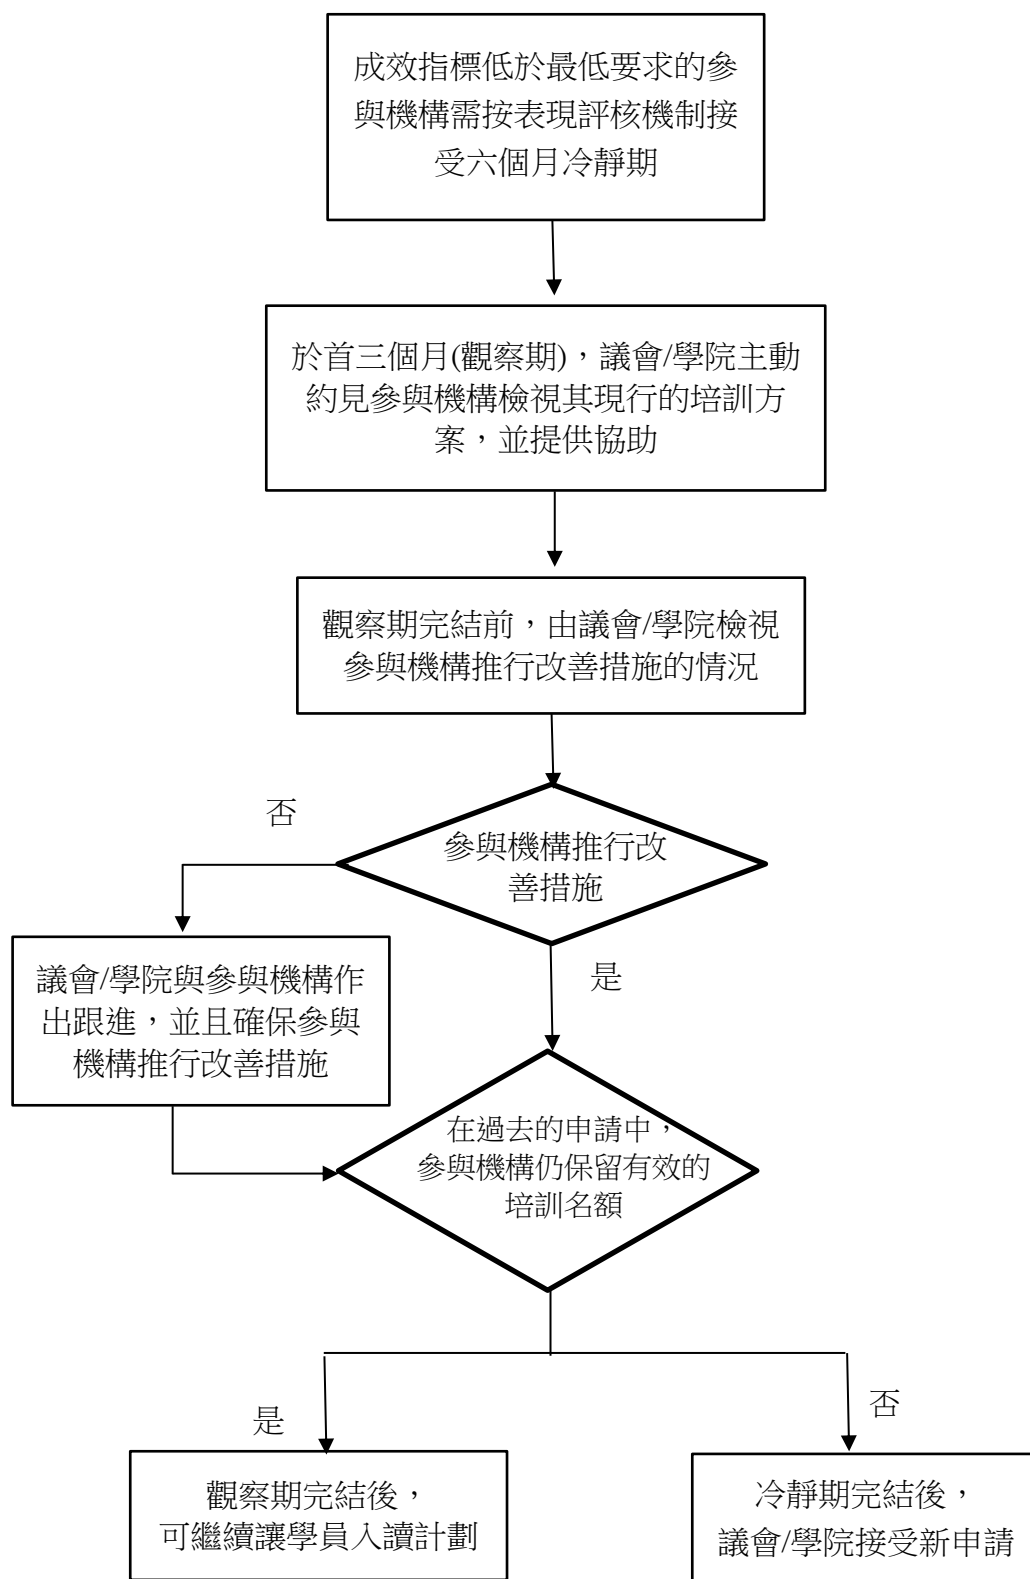 成效指標低於最低要求的參
與機構需按表現評核機制接
受六個月冷靜期
於首三個月(觀察期)，議會/學院主動
約見參與機構檢視其現行的培訓方
案，並提供協助
觀察期完結前，由議會/學院檢視
參與機構推行改善措施的情況
否
參與機構推行改
善措施
議會/學院與參與機構作
出跟進，並且確保參與
機構推行改善措施
是
在過去的申請中，
參與機構仍保留有效的
培訓名額
是
否
觀察期完結後，
可繼續讓學員入讀計劃
冷靜期完結後，
議會/學院接受新申請